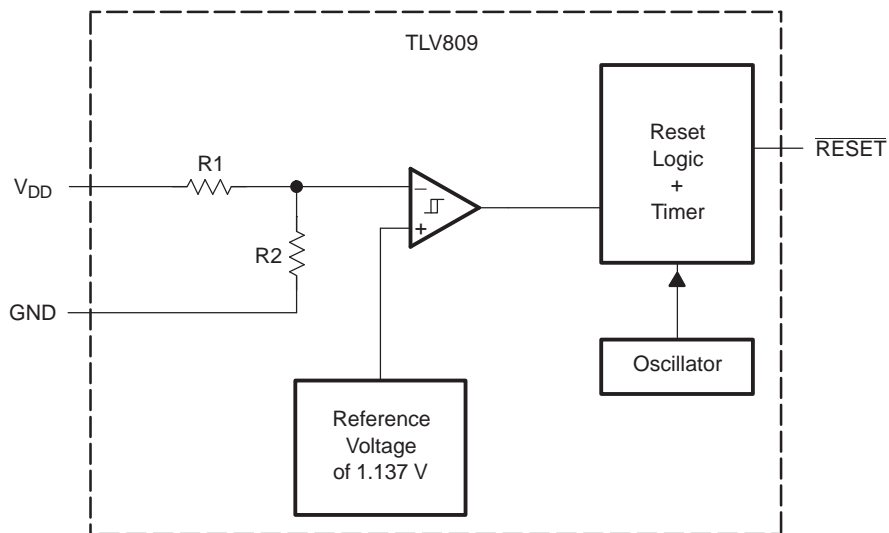 TLV809
Reset
Logic
+
Timer
RESET
R1
VDD
−
+
R2
GND
Oscillator
Reference
Voltage
of 1.137 V